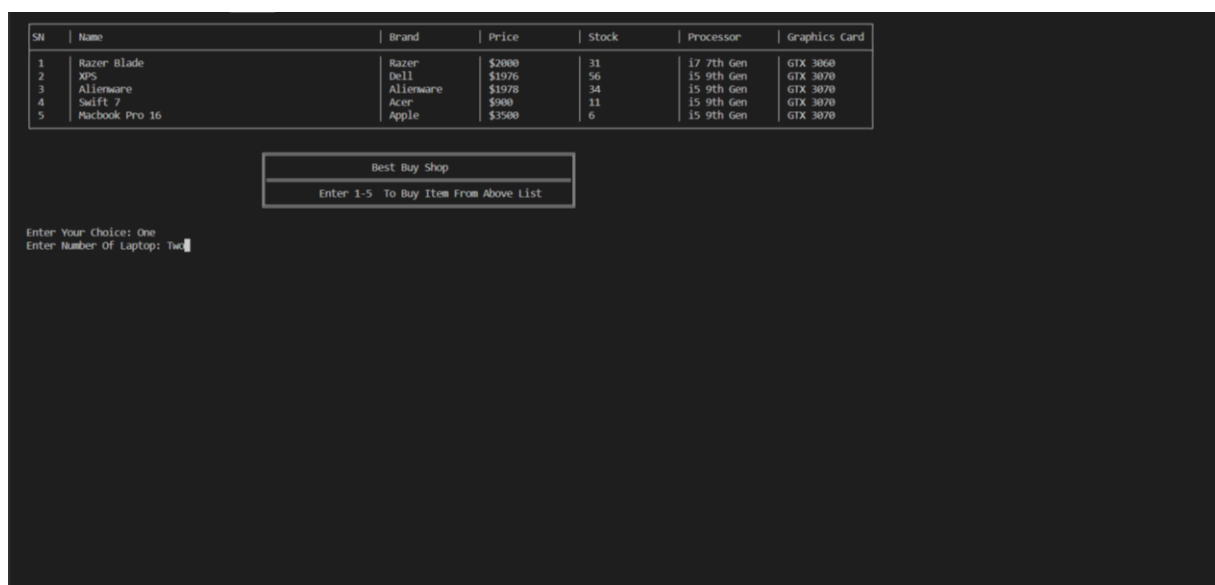 SN | Name | Brand | Price | Stock | Processor | Graphics Card
1 | Razer Blade | Razer | $2000 | 31 | i7 7th Gen | GTX 3060
2 | XPS | Dell | $1976 | 56 | i5 9th Gen | GTX 3070
3 | Alienware | Alienware | $1978 | 34 | i5 9th Gen | GTX 3070
4 | Swift 7 | Acer | $900 | 11 | i5 9th Gen | GTX 3070
5 | Macbook Pro 16 | Apple | $3500 | 6 | i5 9th Gen | GTX 3070
Best Buy Shop
Enter 1-5 To Buy Item From Above List
Enter Your Choice: One
Enter Number Of Laptop: Two